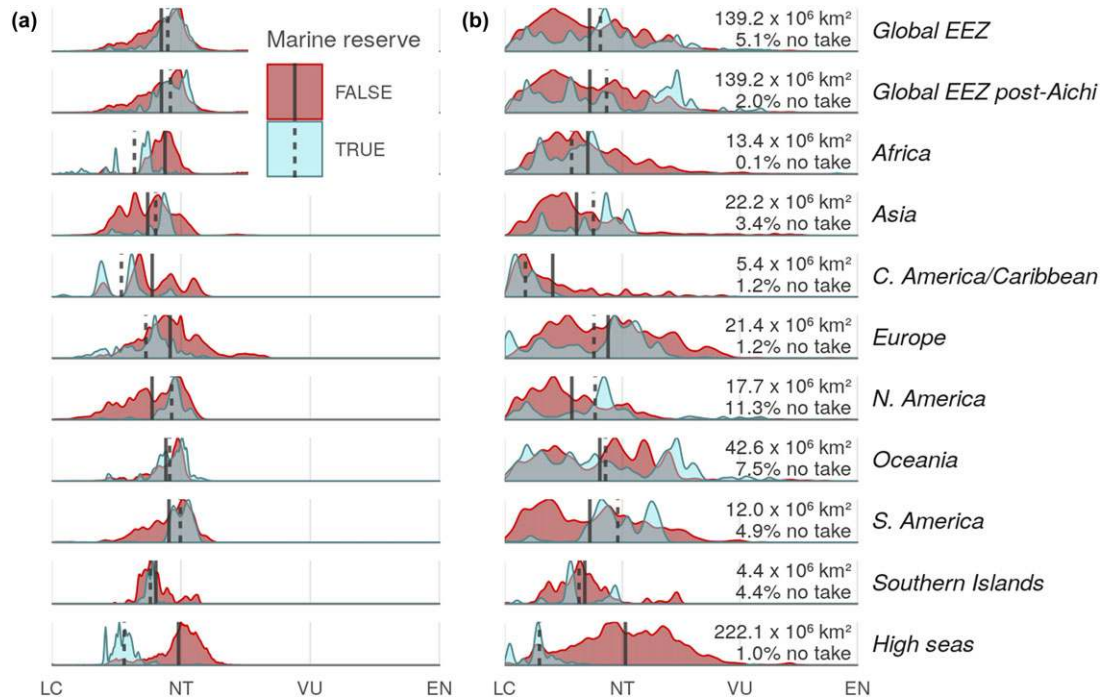 (a)
Marine reserve
FALSE
TRUE
(b)
139.2 x 10⁶ km²
5.1% no take
Global EEZ
139.2 x 10⁶ km²
2.0% no take
Global EEZ post-Aichi
13.4 x 10⁶ km²
0.1% no take
Africa
22.2 x 10⁶ km²
3.4% no take
Asia
5.4 x 10⁶ km²
1.2% no take
C. America/Caribbean
21.4 x 10⁶ km²
1.2% no take
Europe
17.7 x 10⁶ km²
11.3% no take
N. America
42.6 x 10⁶ km²
7.5% no take
Oceania
12.0 x 10⁶ km²
4.9% no take
S. America
4.4 x 10⁶ km²
4.4% no take
Southern Islands
222.1 x 10⁶ km²
1.0% no take
High seas
LC NT VU EN
LC NT VU EN